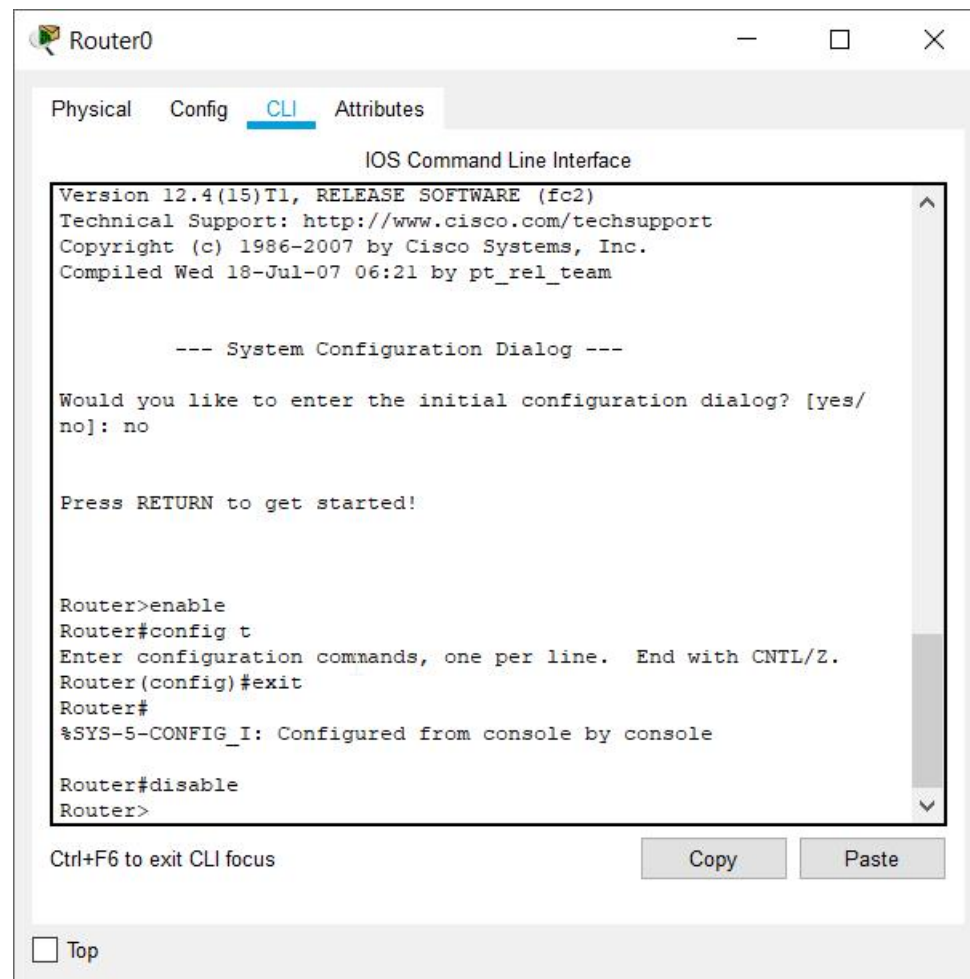 Router0
Physical Config CLI Attributes
IOS Command Line Interface
Version 12.4(15)T1, RELEASE SOFTWARE (fc2)
Technical Support: http://www.cisco.com/techsupport
Copyright (c) 1986-2007 by Cisco Systems, Inc.
Compiled Wed 18-Jul-07 06:21 by pt_rel_team
--- System Configuration Dialog ---
Would you like to enter the initial configuration dialog? [yes/
no]: no
Press RETURN to get started!
Router>enable
Router#config t
Enter configuration commands, one per line.  End with CNTL/Z.
Router(config)#exit
Router#
%SYS-5-CONFIG_I: Configured from console by console
Router#disable
Router>
Ctrl+F6 to exit CLI focus
Copy Paste
Top